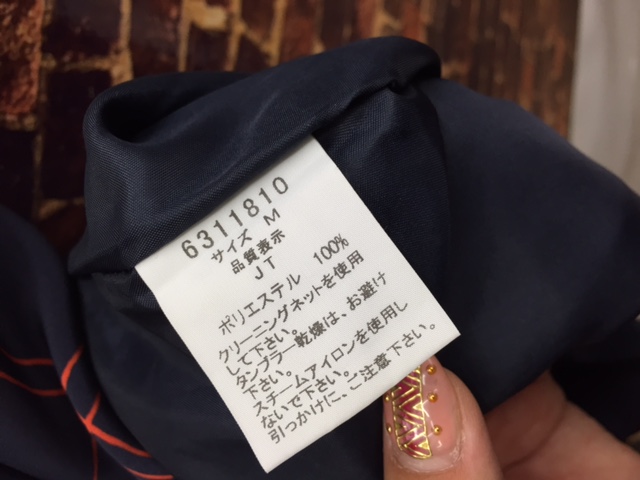 6311810
サイズ M
品質表示
JT
ポリエステル 100%
クリーニングネットを使用
して下さい。
タンブラー乾燥は、お避け
下さい。
スチームアイロンを使用し
ないで下さい。
引っかけに、ご注意下さい。